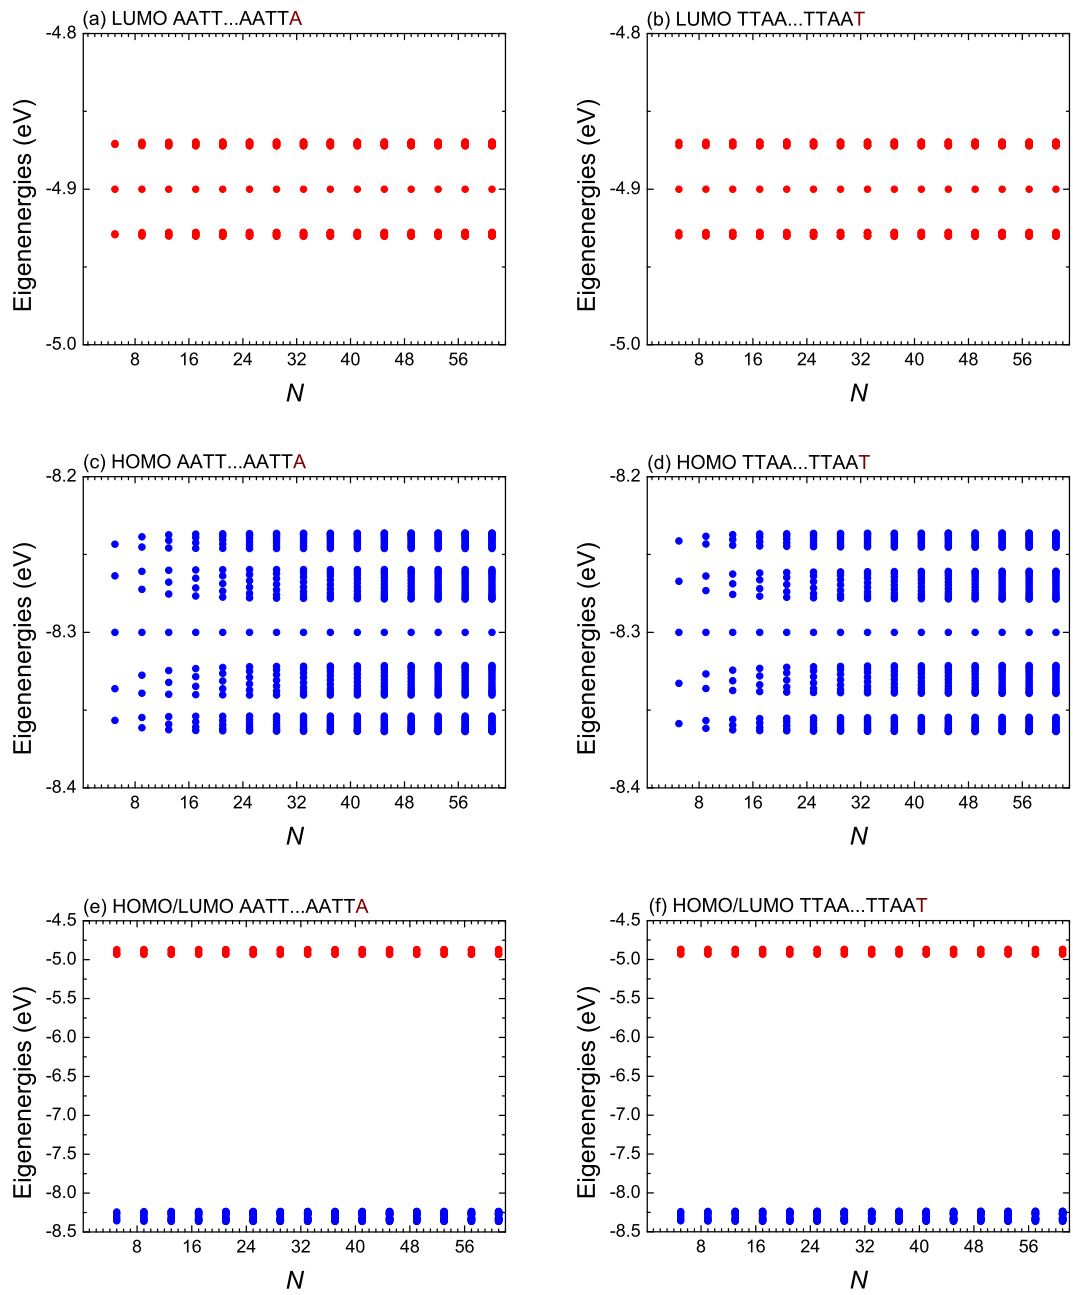 (a) LUMO AATT...AATTA
-4.8
-4.9
-5.0
Eigenenergies (eV)
8 16 24 32 40 48 56
N
(b) LUMO TTAA...TTAAT
-4.8
-4.9
-5.0
Eigenenergies (eV)
8 16 24 32 40 48 56
N
(c) HOMO AATT...AATTA
-8.2
-8.3
-8.4
Eigenenergies (eV)
8 16 24 32 40 48 56
N
(d) HOMO TTAA...TTAAT
-8.2
-8.3
-8.4
Eigenenergies (eV)
8 16 24 32 40 48 56
N
(e) HOMO/LUMO AATT...AATTA
-4.5
-5.0
-5.5
-6.0
-6.5
-7.0
-7.5
-8.0
-8.5
Eigenenergies (eV)
8 16 24 32 40 48 56
N
(f) HOMO/LUMO TTAA...TTAAT
-4.5
-5.0
-5.5
-6.0
-6.5
-7.0
-7.5
-8.0
-8.5
Eigenenergies (eV)
8 16 24 32 40 48 56
N